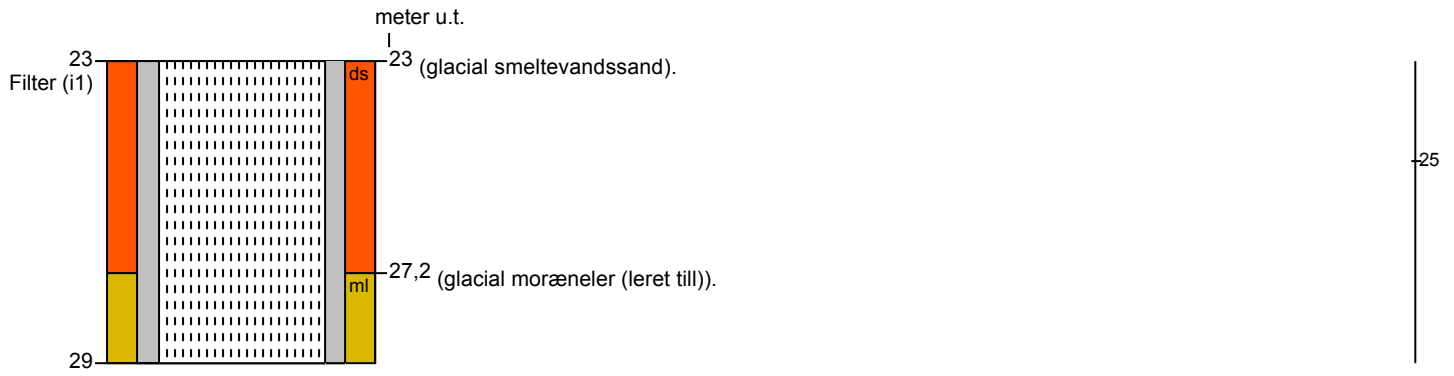 meter u.t.
23
23 (glacial smeltevandssand).
Filter (i1)
ds
25
27,2 (glacial moræneler (leret till)).
ml
29